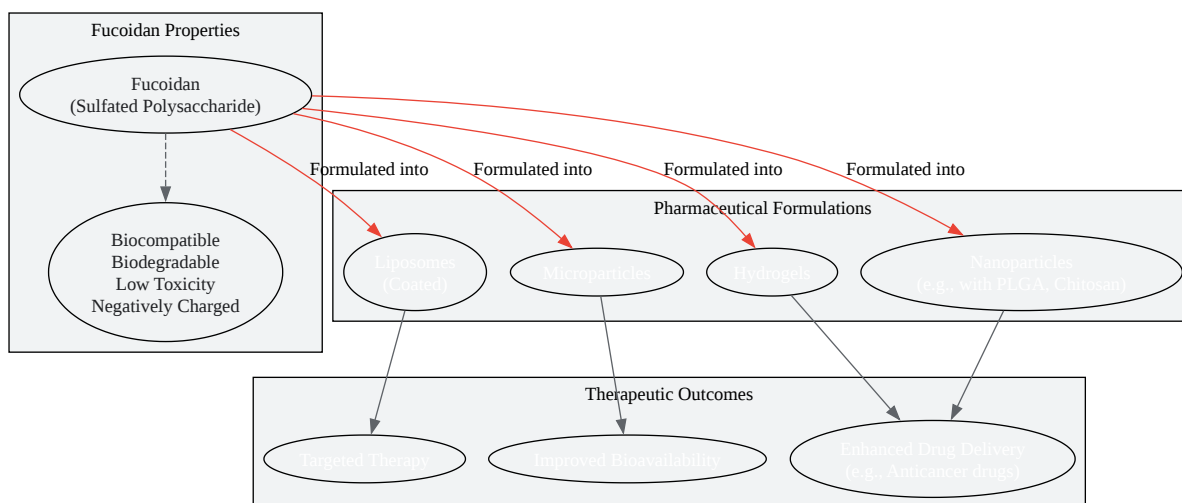 Fucoidan Properties
Fucoidan
(Sulfated Polysaccharide)
Biocompatible
Biodegradable
Low Toxicity
Negatively Charged
Formulated into
Formulated into
Formulated into
Formulated into
Pharmaceutical Formulations
Liposomes
(Coated)
Microparticles
Hydrogels
Nanoparticles
(e.g., with PLGA, Chitosan)
Therapeutic Outcomes
Targeted Therapy
Improved Bioavailability
Enhanced Drug Delivery
(e.g., Anticancer drugs)